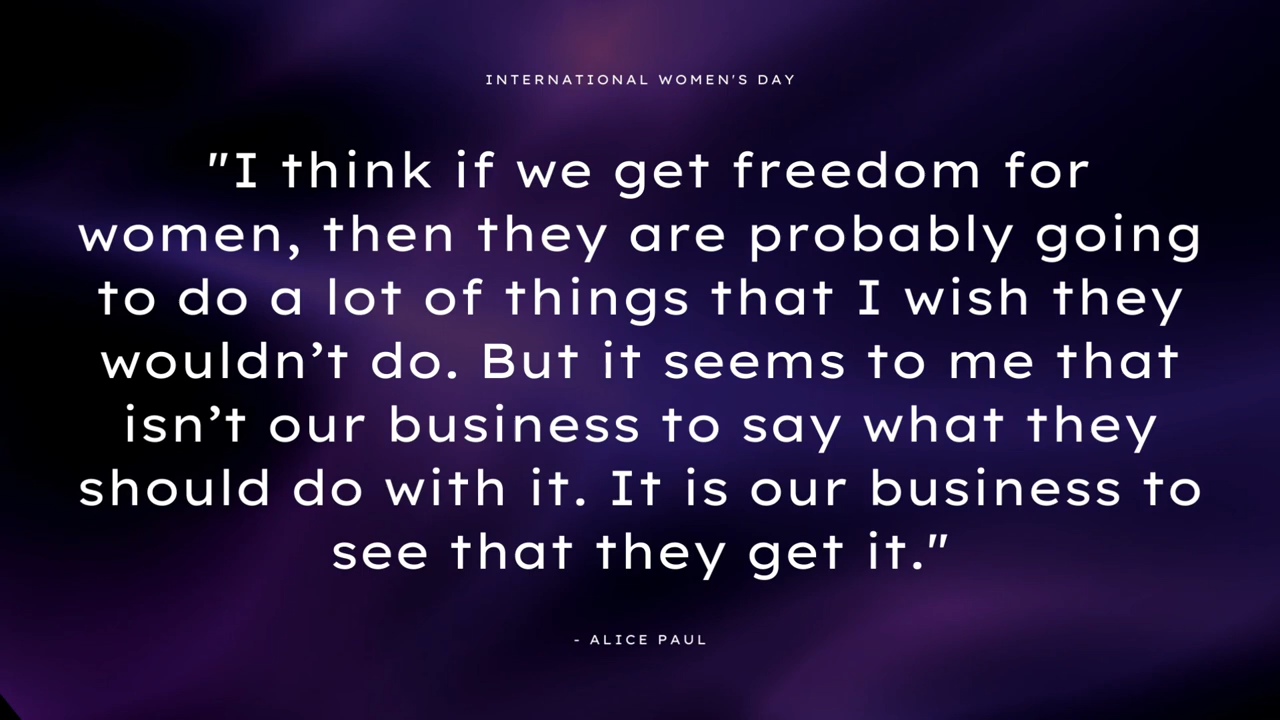 INTERNATIONAL WOMEN'S DAY
"I think if we get freedom for
women, then they are probably going
to do a lot of things that I wish they
wouldn’t do. But it seems to me that
isn’t our business to say what they
should do with it. It is our business to
see that they get it."
- ALICE PAUL